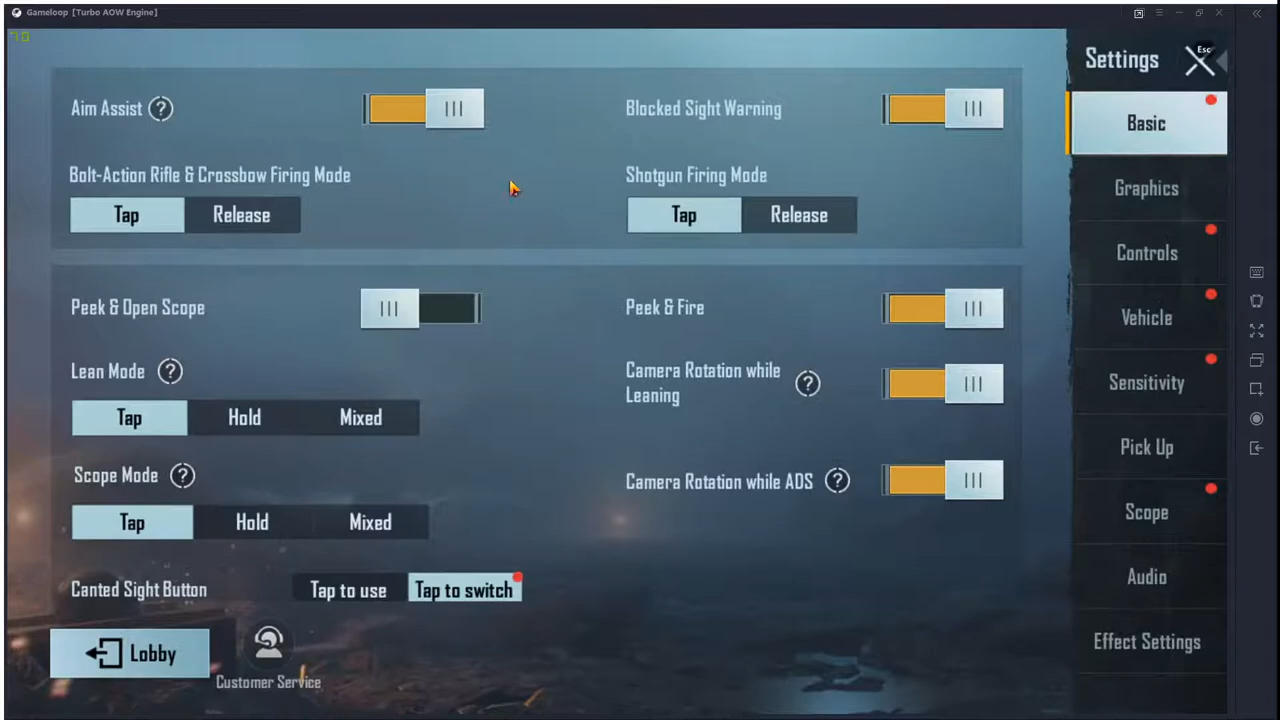 Gameloop [Turbo AOW Engine]
70
Settings
Esc
Aim Assist ?
Blocked Sight Warning
Basic
Bolt-Action Rifle & Crossbow Firing Mode
Shotgun Firing Mode
Graphics
Tap Release
Tap Release
Controls
Peek & Open Scope
Peek & Fire
Vehicle
Lean Mode ?
Camera Rotation while
Leaning ?
Sensitivity
Tap Hold Mixed
Pick Up
Scope Mode ?
Camera Rotation while ADS ?
Scope
Tap Hold Mixed
Canted Sight Button Tap to use Tap to switch
Audio
Lobby
Customer Service
Effect Settings